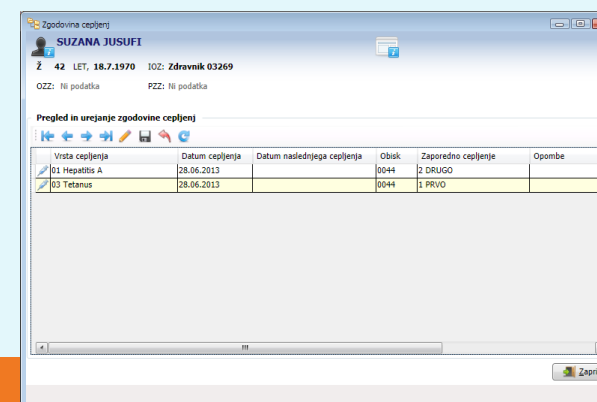 Zgodovina cepljenj
SUZANA JUSUFI
Ž 42 LET, 18.7.1970 IOZ: Zdravnik 03269
OZZ: Ni podatka PZZ: Ni podatka
Pregled in urejanje zgodovine cepljenj
Vrsta cepljenja Datum cepljenja Datum naslednjega cepljenja Obisk Zaporedno cepljenje Opombe
01 Hepatitis A 28.06.2013 0044 2 DRUGO
03 Tetanus 28.06.2013 0044 1 PRVO
Zapri